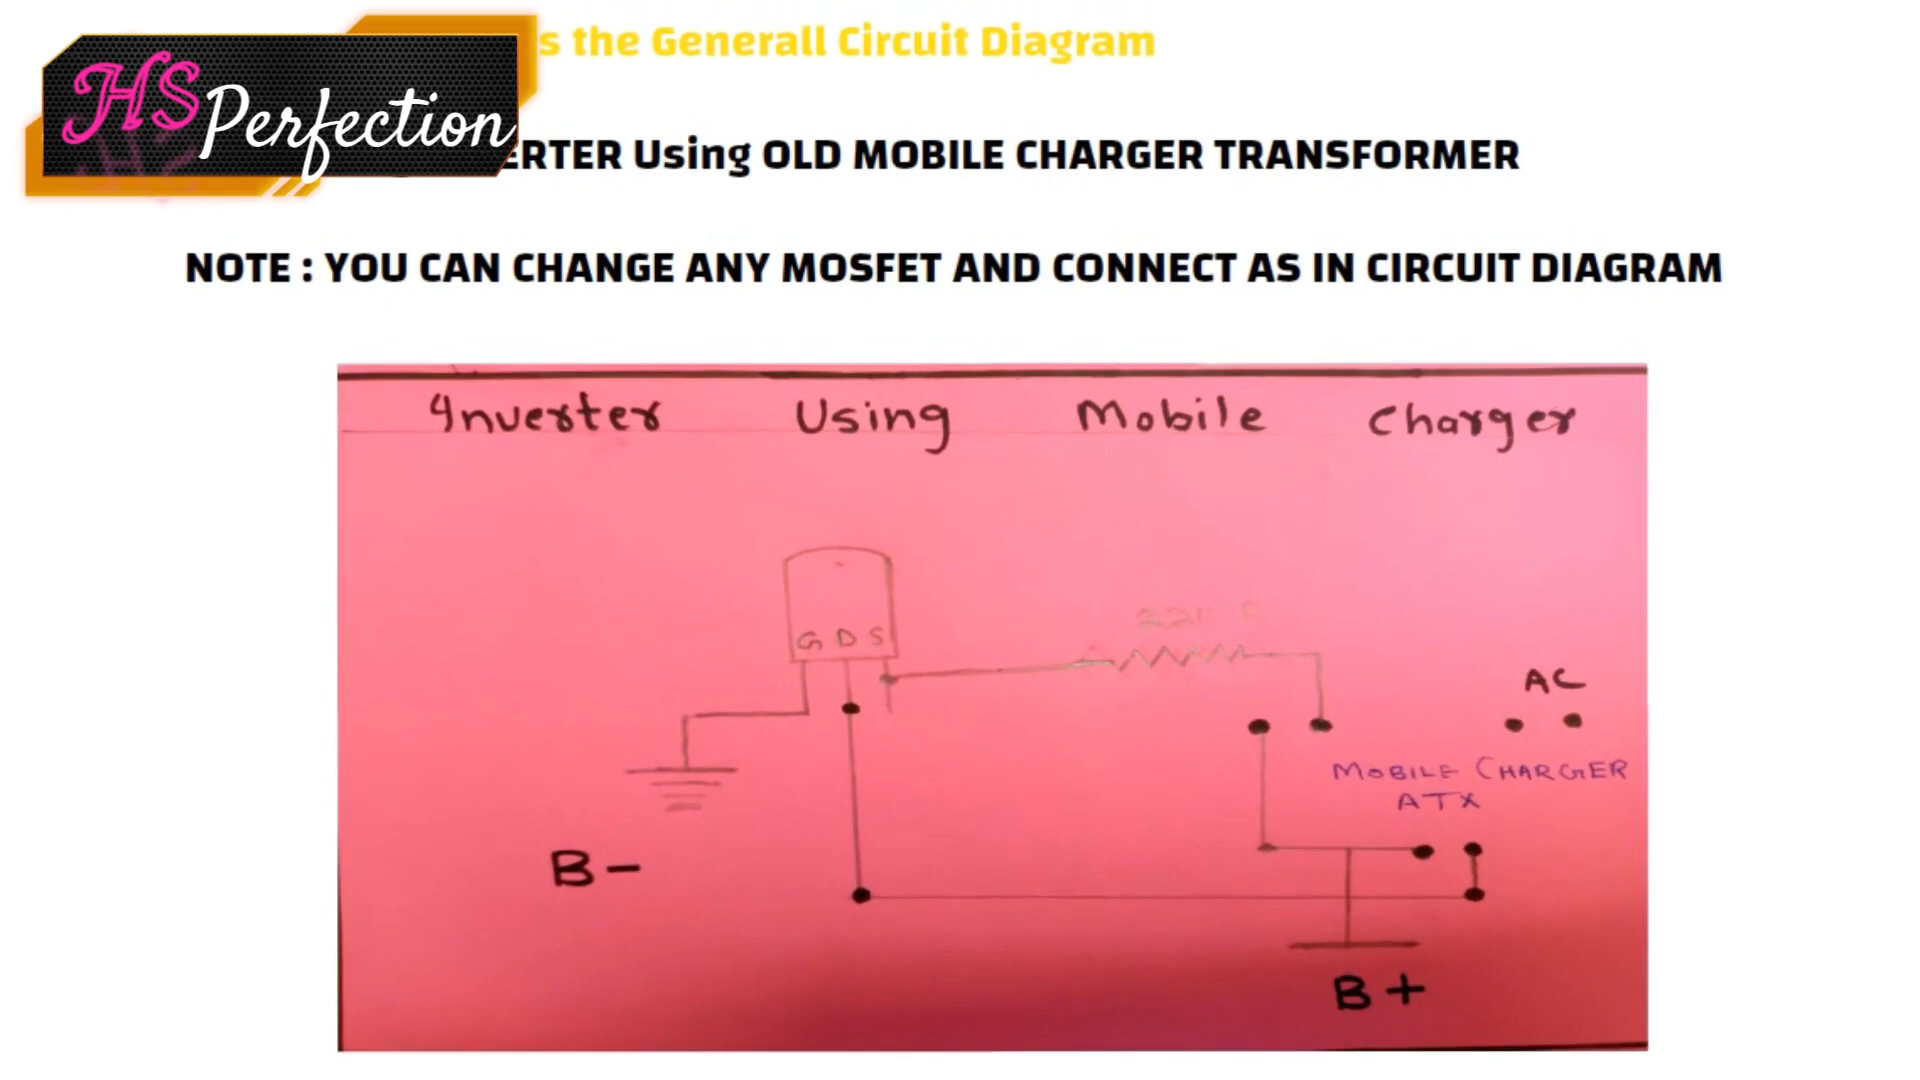 s the Generall Circuit Diagram
HS Perfection
ERTER Using OLD MOBILE CHARGER TRANSFORMER
NOTE : YOU CAN CHANGE ANY MOSFET AND CONNECT AS IN CIRCUIT DIAGRAM
Inverter Using Mobile Charger
G D S
AC
MOBILE CHARGER
ATX
B-
B+